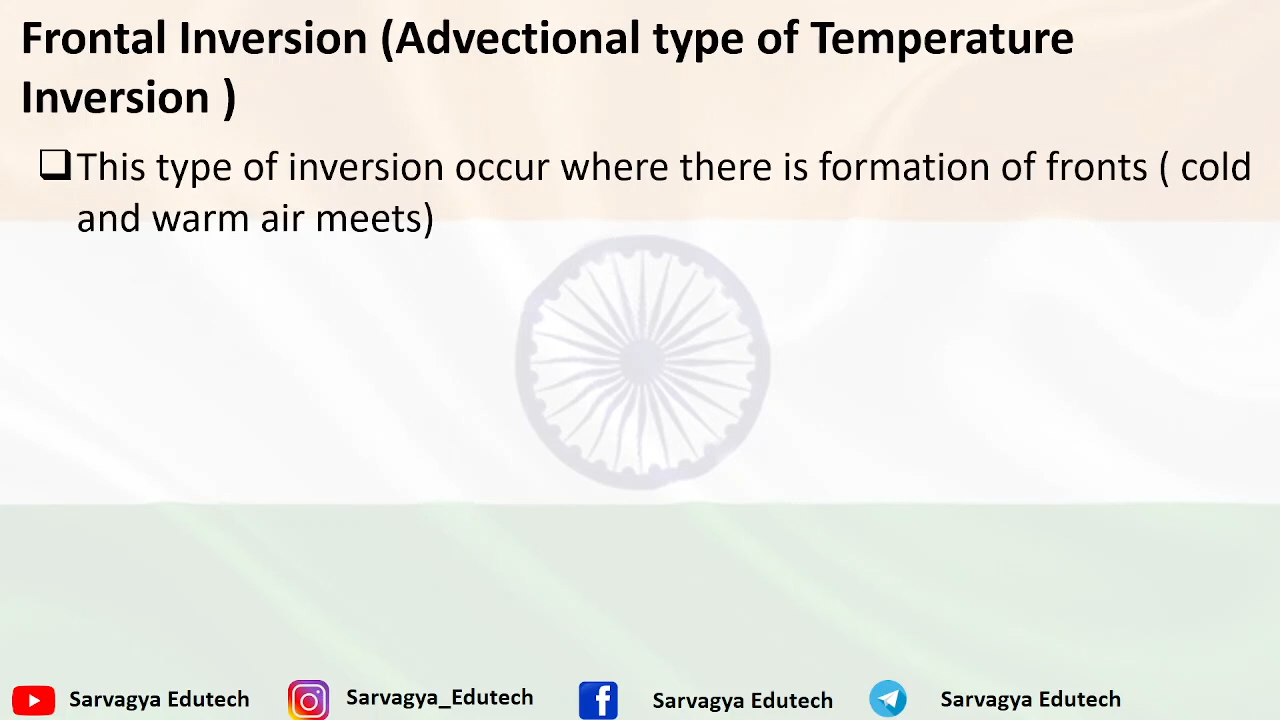 Frontal Inversion (Advectional type of Temperature
Inversion )
This type of inversion occur where there is formation of fronts ( cold
and warm air meets)
Sarvagya Edutech Sarvagya_Edutech Sarvagya Edutech Sarvagya Edutech